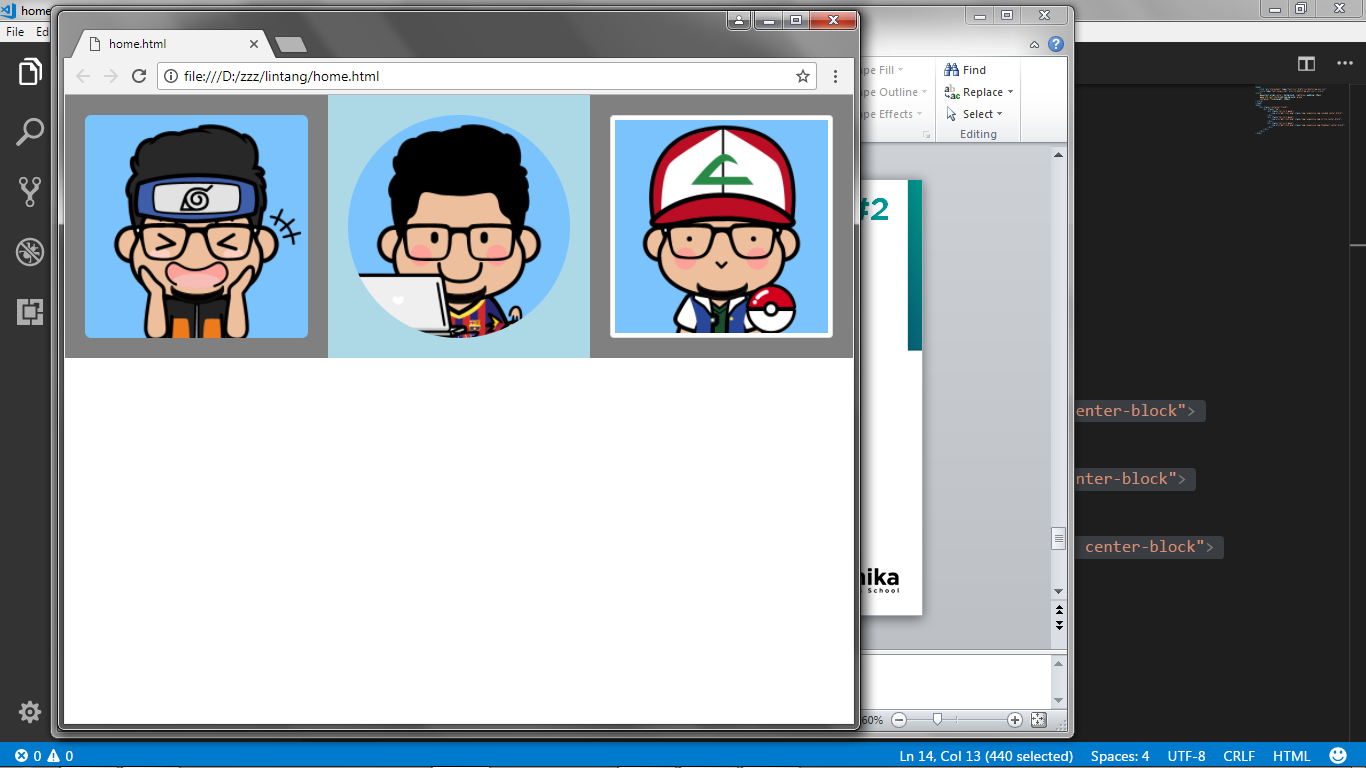 home
File Ed
home.html
file:///D:/zzz/lintang/home.html
pe Fill
pe Outline
pe Effects
Find
Replace
Select
Editing
#2
nika
School
60%
enter-block">
nter-block">
center-block">
0 0
Ln 14, Col 13 (440 selected) Spaces: 4 UTF-8 CRLF HTML